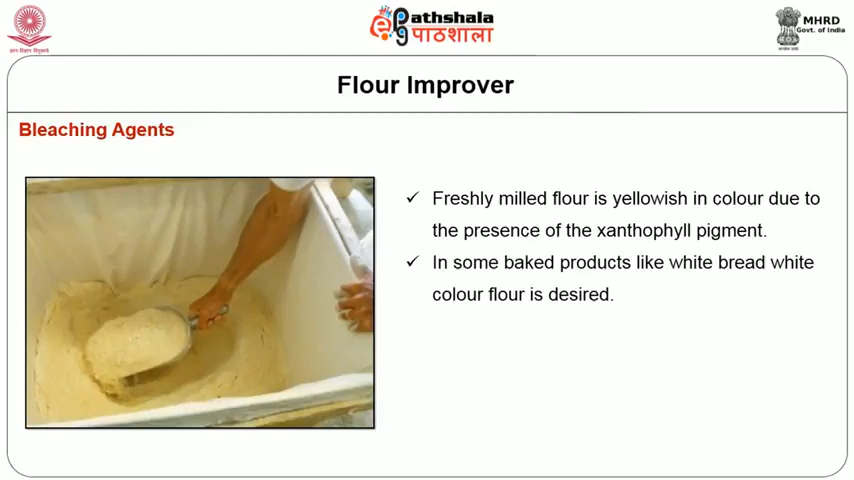 ePathshala
पाठशाला
MHRD
Govt. of India
Flour Improver
Bleaching Agents
✓ Freshly milled flour is yellowish in colour due to
the presence of the xanthophyll pigment.
✓ In some baked products like white bread white
colour flour is desired.